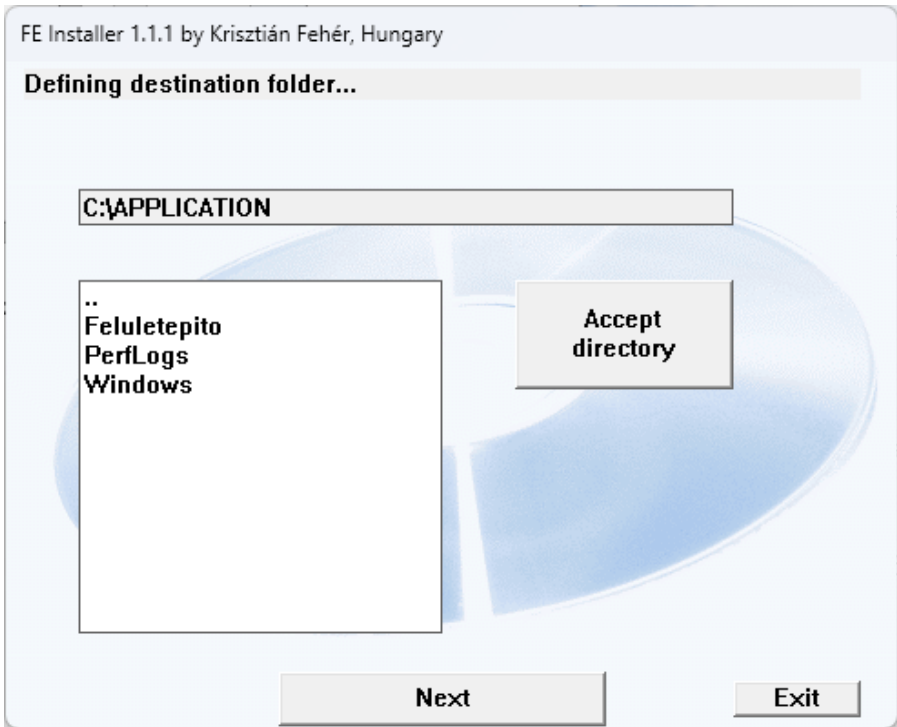 FE Installer 1.1.1 by Krisztián Fehér, Hungary
Defining destination folder...
C:\APPLICATION
..
Feluletepito
PerfLogs
Windows
Accept
directory
Next
Exit